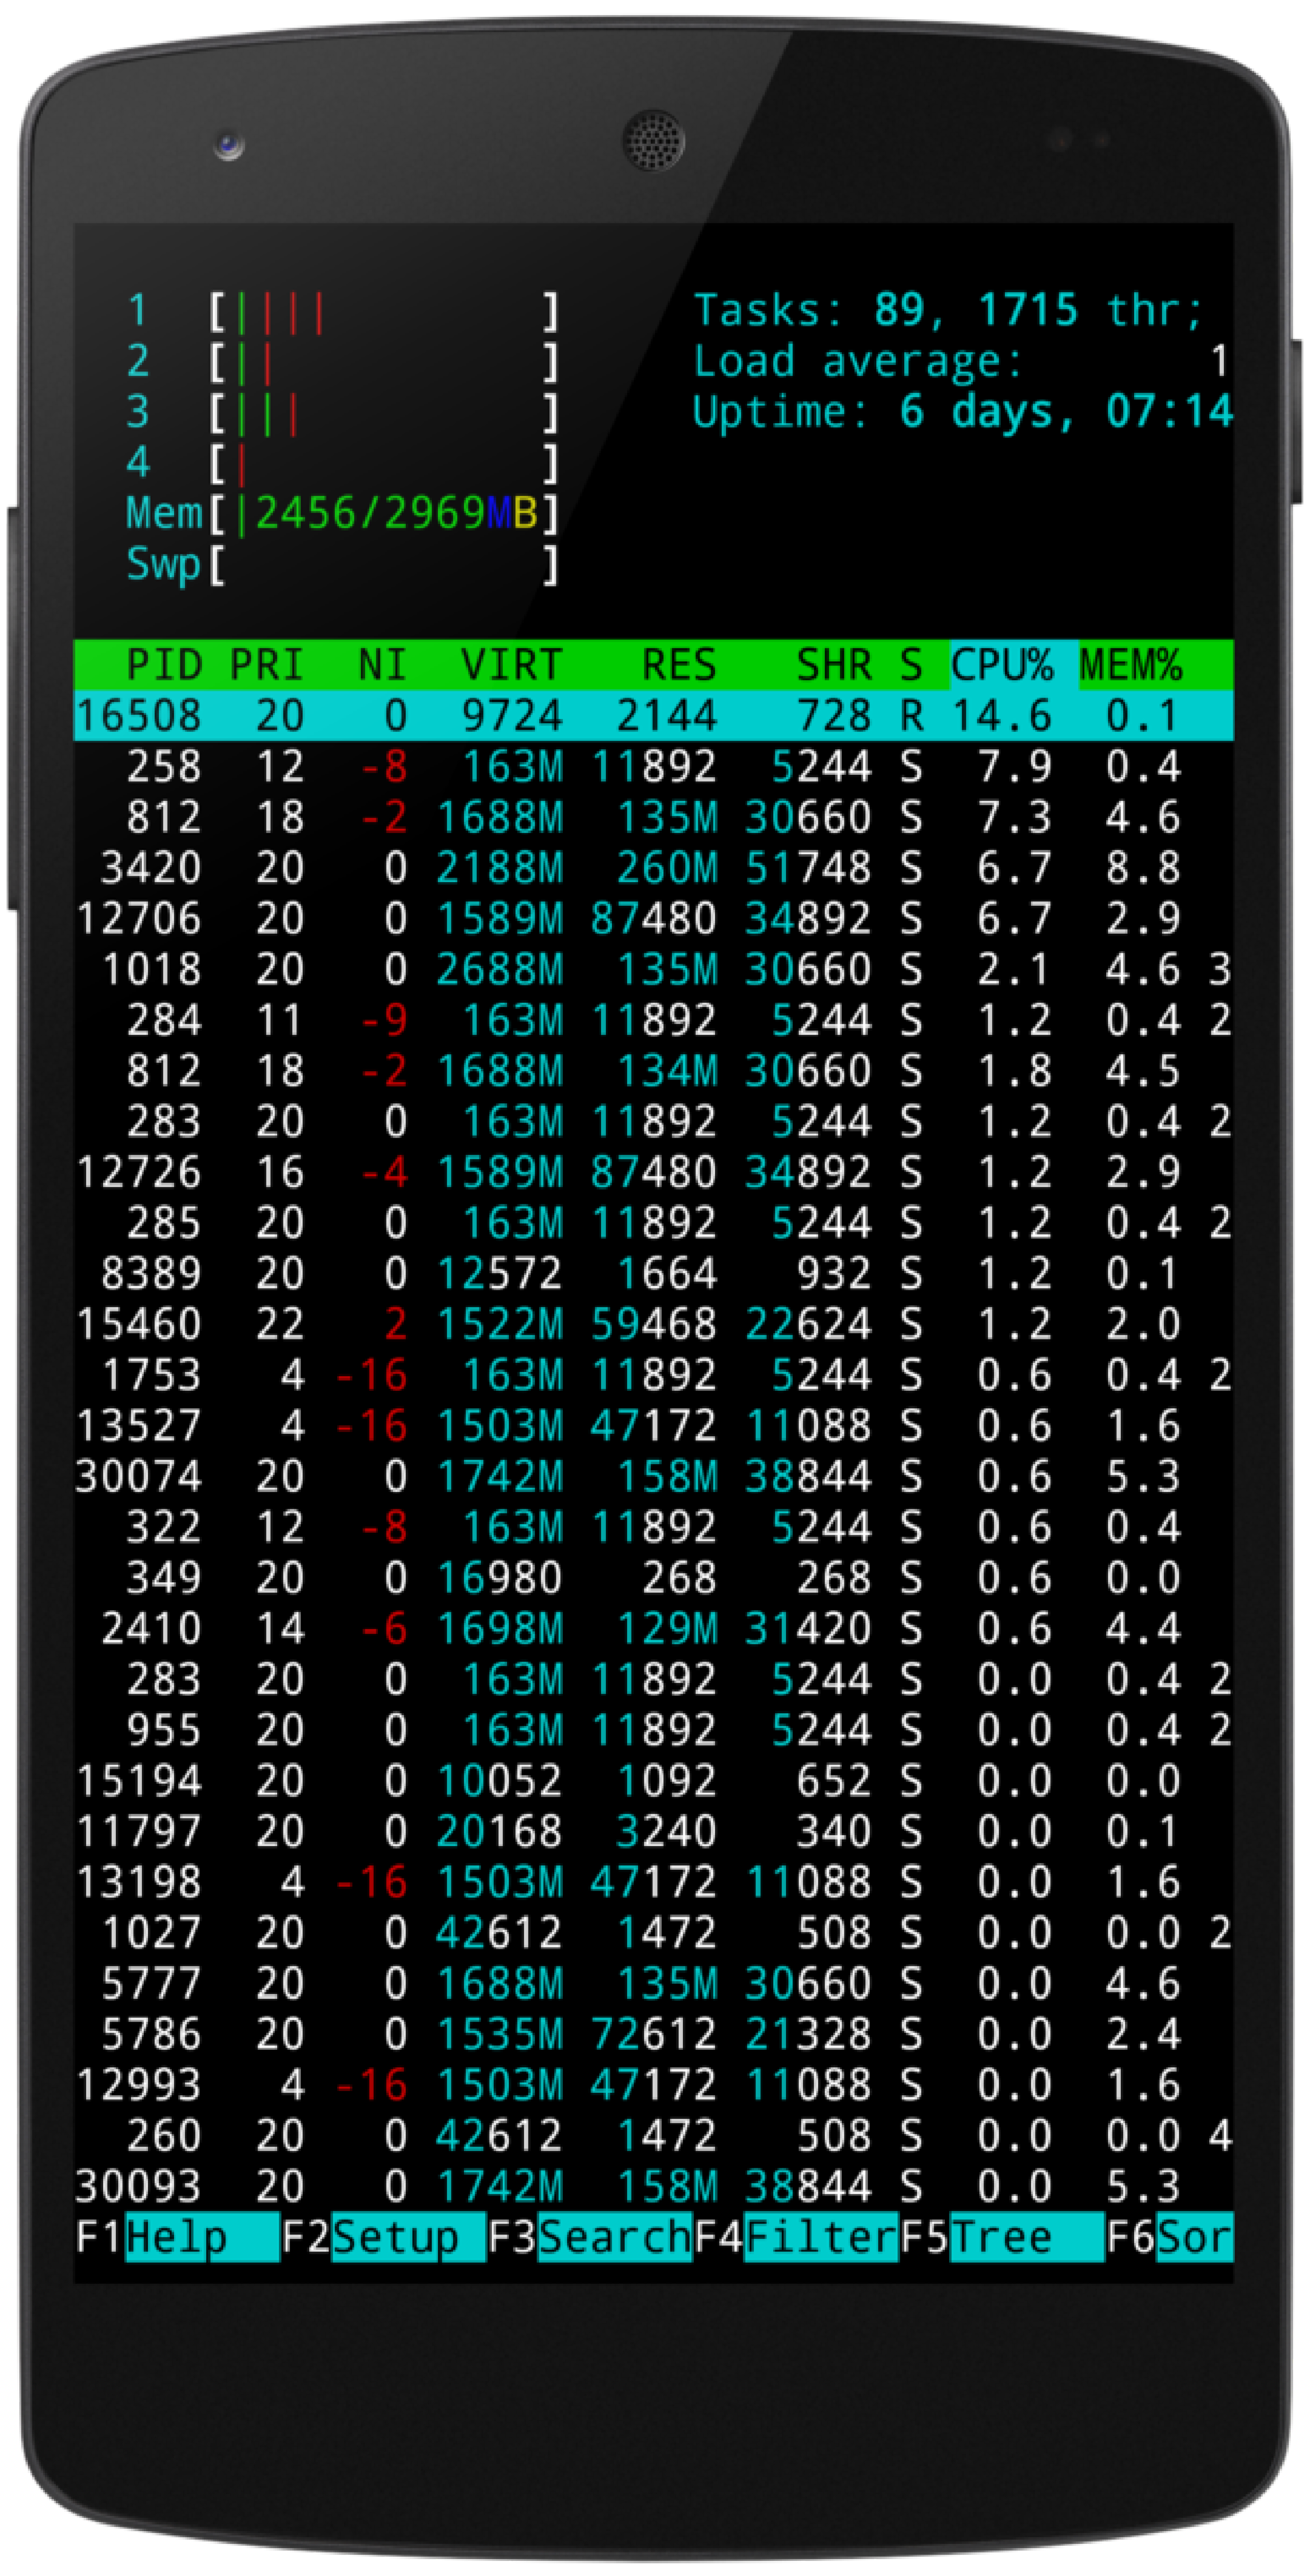 1 [|||| ] Tasks: 89, 1715 thr;
2 [|| ] Load average: 1
3 [||| ] Uptime: 6 days, 07:14
4 [| ]
Mem[|2456/2969MB]
Swp[ ]
PID PRI NI VIRT RES SHR S CPU% MEM%
16508 20 0 9724 2144 728 R 14.6 0.1
258 12 -8 163M 11892 5244 S 7.9 0.4
812 18 -2 1688M 135M 30660 S 7.3 4.6
3420 20 0 2188M 260M 51748 S 6.7 8.8
12706 20 0 1589M 87480 34892 S 6.7 2.9
1018 20 0 2688M 135M 30660 S 2.1 4.6 3
284 11 -9 163M 11892 5244 S 1.2 0.4 2
812 18 -2 1688M 134M 30660 S 1.8 4.5
283 20 0 163M 11892 5244 S 1.2 0.4 2
12726 16 -4 1589M 87480 34892 S 1.2 2.9
285 20 0 163M 11892 5244 S 1.2 0.4 2
8389 20 0 12572 1664 932 S 1.2 0.1
15460 22 2 1522M 59468 22624 S 1.2 2.0
1753 4 -16 163M 11892 5244 S 0.6 0.4 2
13527 4 -16 1503M 47172 11088 S 0.6 1.6
30074 20 0 1742M 158M 38844 S 0.6 5.3
322 12 -8 163M 11892 5244 S 0.6 0.4
349 20 0 16980 268 268 S 0.6 0.0
2410 14 -6 1698M 129M 31420 S 0.6 4.4
283 20 0 163M 11892 5244 S 0.0 0.4 2
955 20 0 163M 11892 5244 S 0.0 0.4 2
15194 20 0 10052 1092 652 S 0.0 0.0
11797 20 0 20168 3240 340 S 0.0 0.1
13198 4 -16 1503M 47172 11088 S 0.0 1.6
1027 20 0 42612 1472 508 S 0.0 0.0 2
5777 20 0 1688M 135M 30660 S 0.0 4.6
5786 20 0 1535M 72612 21328 S 0.0 2.4
12993 4 -16 1503M 47172 11088 S 0.0 1.6
260 20 0 42612 1472 508 S 0.0 0.0 4
30093 20 0 1742M 158M 38844 S 0.0 5.3
F1Help F2Setup F3SearchF4FilterF5Tree F6Sor